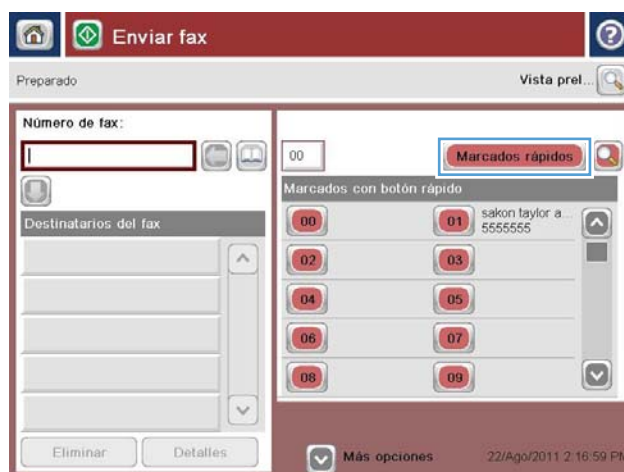 Enviar fax
Preparado
Vista prel...
Número de fax:
00
Marcados rápidos
Marcados con botón rápido
Destinatarios del fax
00
01 sakon taylor a...
5555555
02
03
04
05
06
07
08
09
Eliminar
Detalles
Más opciones
22/Ago/2011 2:16:59 PM